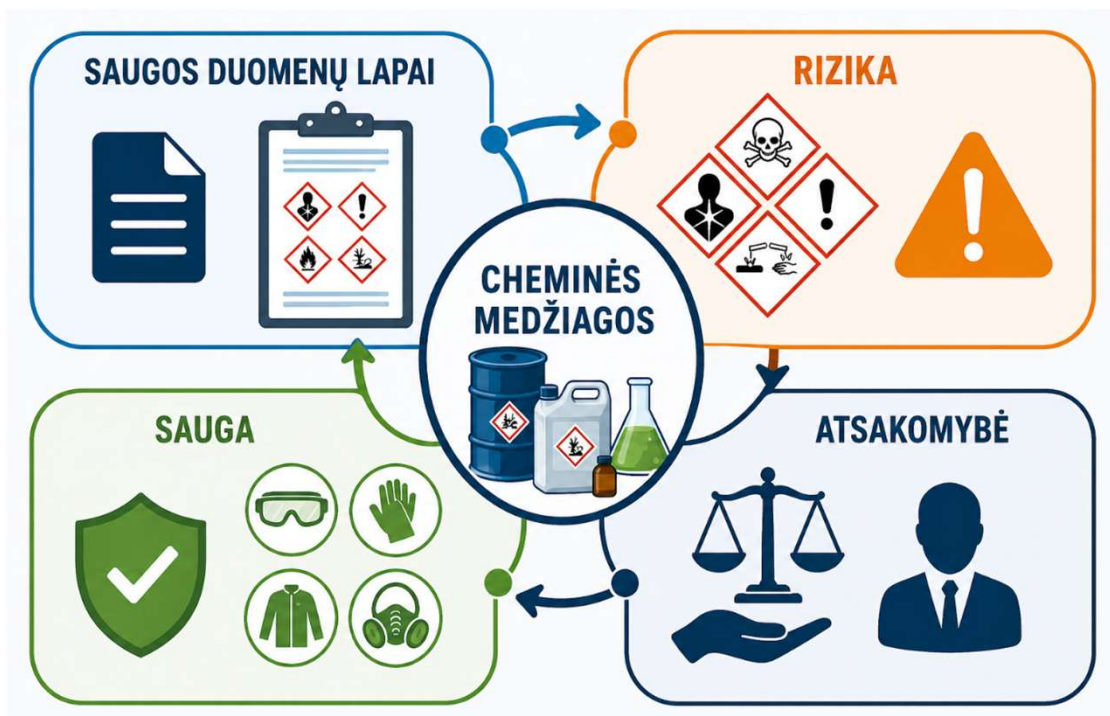 SAUGOS DUOMENŲ LAPAI
RIZIKA
CHEMINĖS
MEDŽIAGOS
SAUGA
ATSAKOMYBĖ